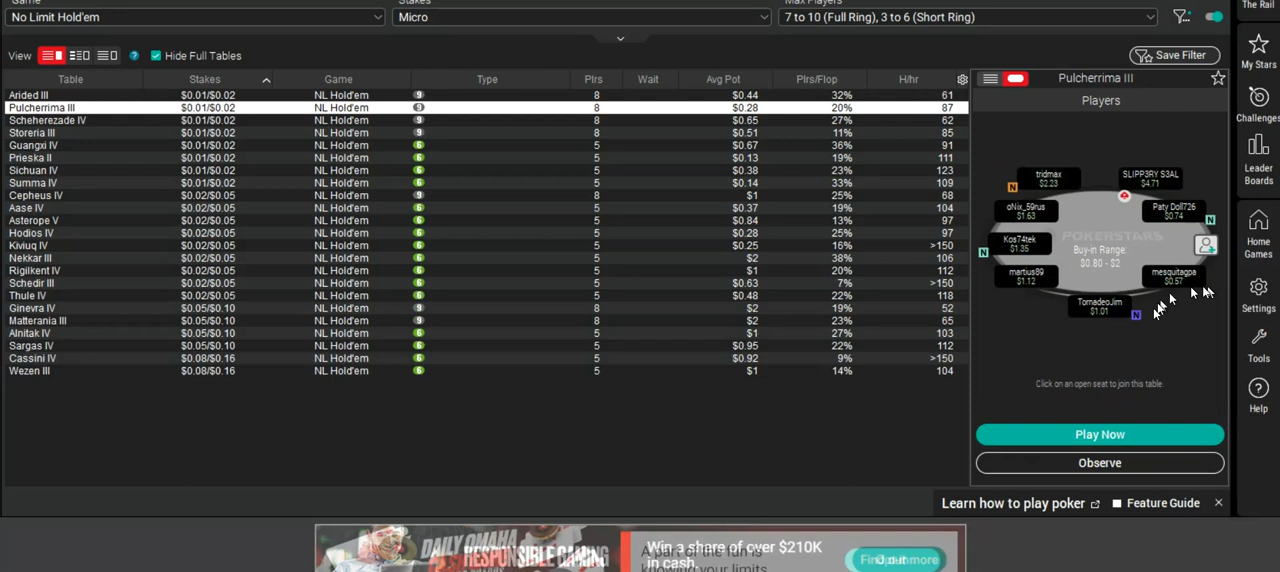 Game Stakes Max Players
No Limit Hold'em Micro 7 to 10 (Full Ring), 3 to 6 (Short Ring)
The Rail
View Hide Full Tables Save Filter
Table Stakes Game Type Plrs Wait Avg Pot Plrs/Flop H/hr
Arided III $0.01/$0.02 NL Hold'em 9 8 $0.44 32% 61
Pulcherrima III $0.01/$0.02 NL Hold'em 9 8 $0.28 20% 87
Scheherezade IV $0.01/$0.02 NL Hold'em 9 8 $0.65 27% 62
Storeria III $0.01/$0.02 NL Hold'em 9 8 $0.51 11% 85
Guangxi IV $0.01/$0.02 NL Hold'em 6 5 $0.67 36% 91
Prieska II $0.01/$0.02 NL Hold'em 6 5 $0.13 19% 111
Sichuan IV $0.01/$0.02 NL Hold'em 6 5 $0.38 23% 123
Summa IV $0.01/$0.02 NL Hold'em 6 5 $0.14 33% 109
Cepheus IV $0.02/$0.05 NL Hold'em 9 8 $1 25% 68
Aase IV $0.02/$0.05 NL Hold'em 6 5 $0.37 19% 104
Asterope V $0.02/$0.05 NL Hold'em 6 5 $0.84 13% 97
Hodios IV $0.02/$0.05 NL Hold'em 6 5 $0.28 25% 97
Kiviuq IV $0.02/$0.05 NL Hold'em 6 5 $0.25 16% >150
Nekkar III $0.02/$0.05 NL Hold'em 6 5 $2 38% 106
Rigilkent IV $0.02/$0.05 NL Hold'em 6 5 $1 20% 112
Schedir III $0.02/$0.05 NL Hold'em 6 5 $0.63 7% >150
Thule IV $0.02/$0.05 NL Hold'em 6 5 $0.48 22% 118
Ginevra IV $0.05/$0.10 NL Hold'em 9 8 $2 19% 52
Matterania III $0.05/$0.10 NL Hold'em 9 8 $2 23% 65
Alnitak IV $0.05/$0.10 NL Hold'em 6 5 $1 27% 103
Sargas IV $0.05/$0.10 NL Hold'em 6 5 $0.95 22% 112
Cassini IV $0.08/$0.16 NL Hold'em 6 5 $0.92 9% >150
Wezen III $0.08/$0.16 NL Hold'em 6 5 $1 14% 104
Pulcherrima III
Players
tridmax
$2.23
SLIPP3RY S3AL
$4.71
oNix_59rus
$1.63
Paty Doll726
$0.74
N
N
POKERSTARS
Kos74tek
$1.35
N
Buy-in Range:
$0.80 - $2
martius89
$1.12
mesquitagpa
$0.57
TornadeoJim
$1.01
N
Click on an open seat to join this table.
Play Now
Observe
My Stars
Challenges
Leader
Boards
Home
Games
Settings
Tools
Help
Learn how to play poker Feature Guide
DAILY OMAHA
RESPONSIBLE GAMING
Win a share of over $210K
in cash.
A part of the fun is
knowing your limits